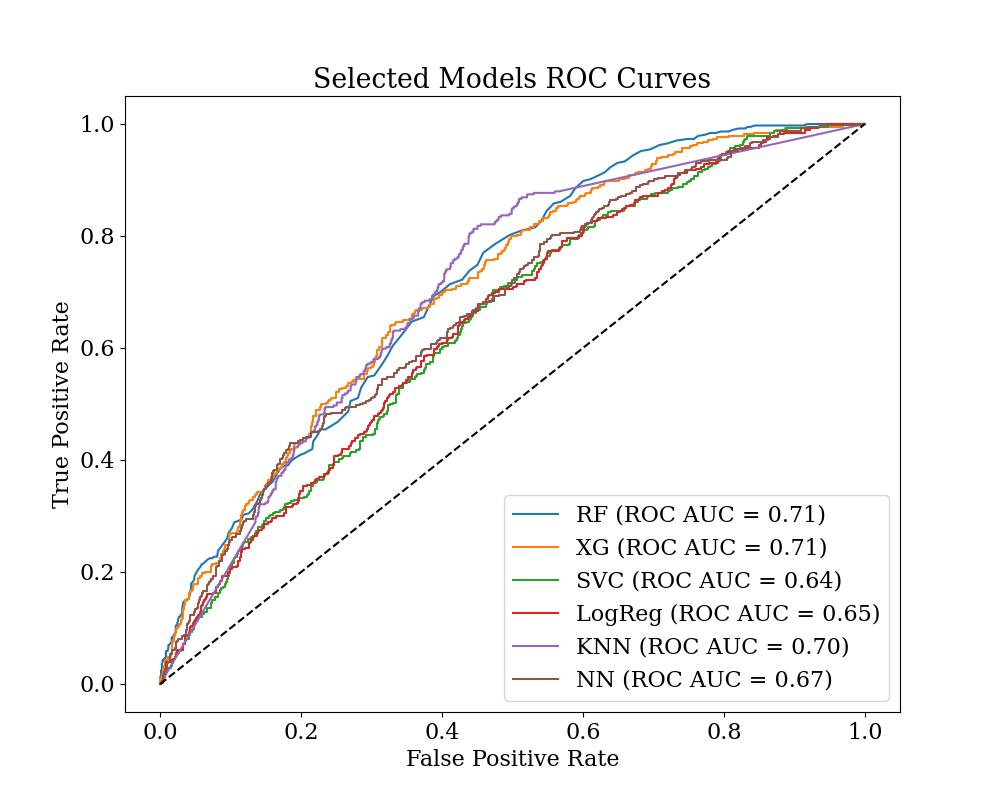 Selected Models ROC Curves
True Positive Rate
1.0
0.8
0.6
0.4
0.2
0.0
RF (ROC AUC = 0.71)
XG (ROC AUC = 0.71)
SVC (ROC AUC = 0.64)
LogReg (ROC AUC = 0.65)
KNN (ROC AUC = 0.70)
NN (ROC AUC = 0.67)
0.0 0.2 0.4 0.6 0.8 1.0
False Positive Rate